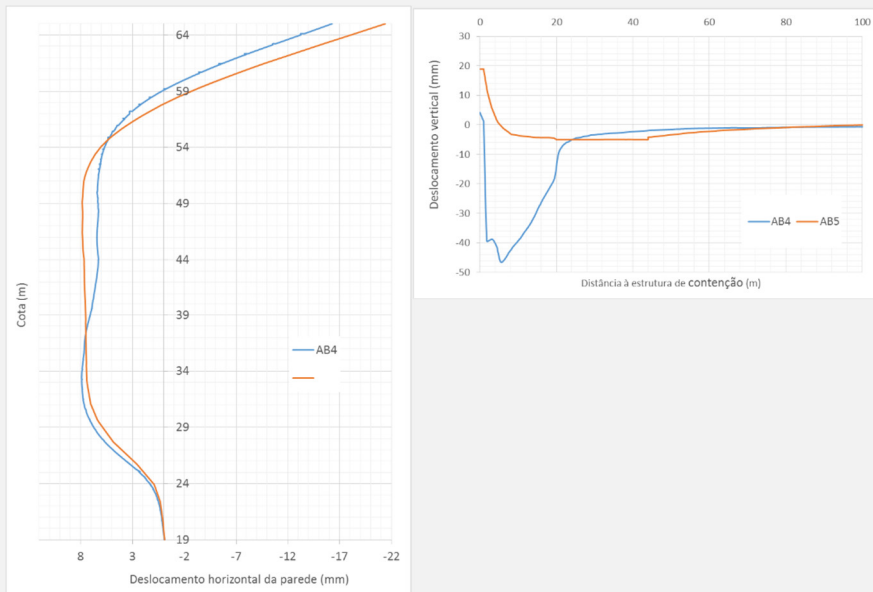 64
59
54
49
44
39
34
29
24
19
Cota (m)
AB4
8 3 -2 -7 -12 -17 -22
Deslocamento horizontal da parede (mm)
0 20 40 60 80 100
30
20
10
0
-10
-20
-30
-40
-50
Deslocamento vertical (mm)
AB4 AB5
Distância à estrutura de contenção (m)